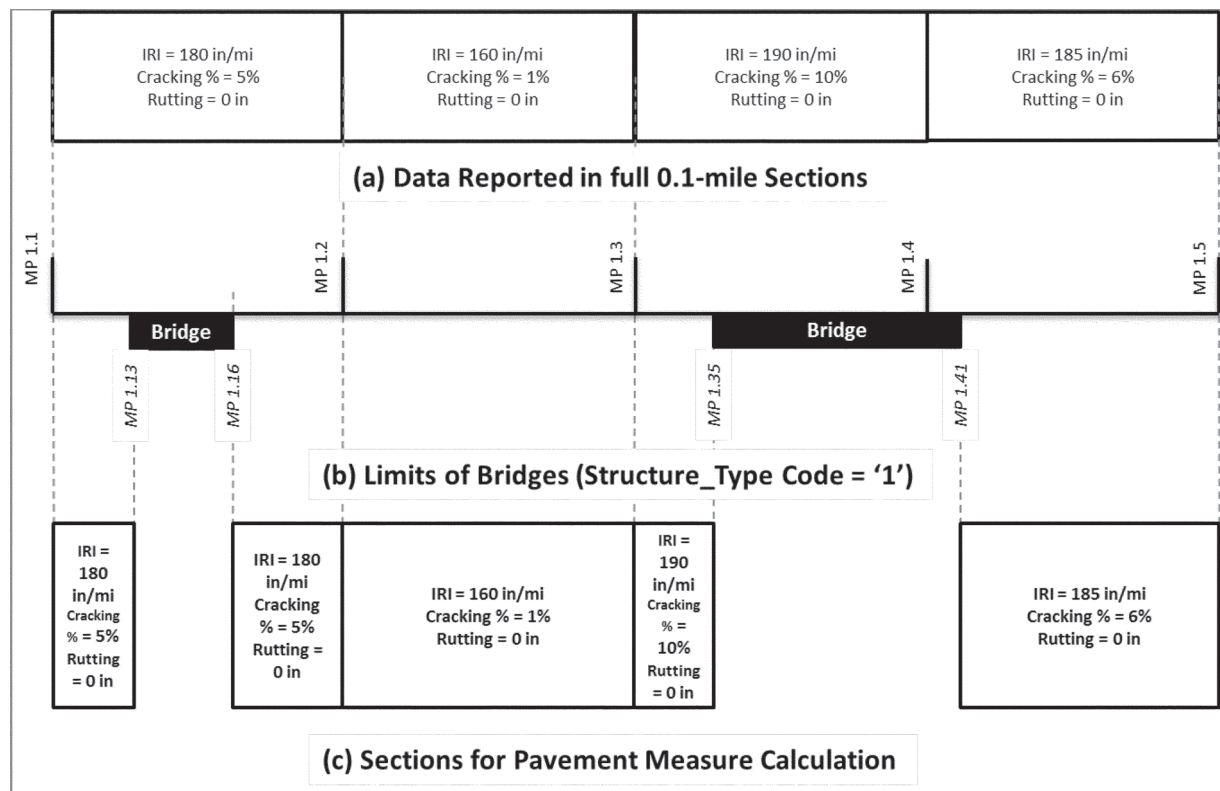 IRI = 180 in/mi
Cracking % = 5%
Rutting = 0 in
IRI = 160 in/mi
Cracking % = 1%
Rutting = 0 in
IRI = 190 in/mi
Cracking % = 10%
Rutting = 0 in
IRI = 185 in/mi
Cracking % = 6%
Rutting = 0 in
(a) Data Reported in full 0.1-mile Sections
MP 1.1
MP 1.2
MP 1.3
MP 1.4
MP 1.5
Bridge
Bridge
MP 1.13
MP 1.16
MP 1.35
MP 1.41
(b) Limits of Bridges (Structure_Type Code = ‘1’)
IRI =
180
in/mi
Cracking
% = 5%
Rutting
= 0 in
IRI = 180
in/mi
Cracking
% = 5%
Rutting =
0 in
IRI = 160 in/mi
Cracking % = 1%
Rutting = 0 in
IRI =
190
in/mi
Cracking
% =
10%
Rutting
= 0 in
IRI = 185 in/mi
Cracking % = 6%
Rutting = 0 in
(c) Sections for Pavement Measure Calculation